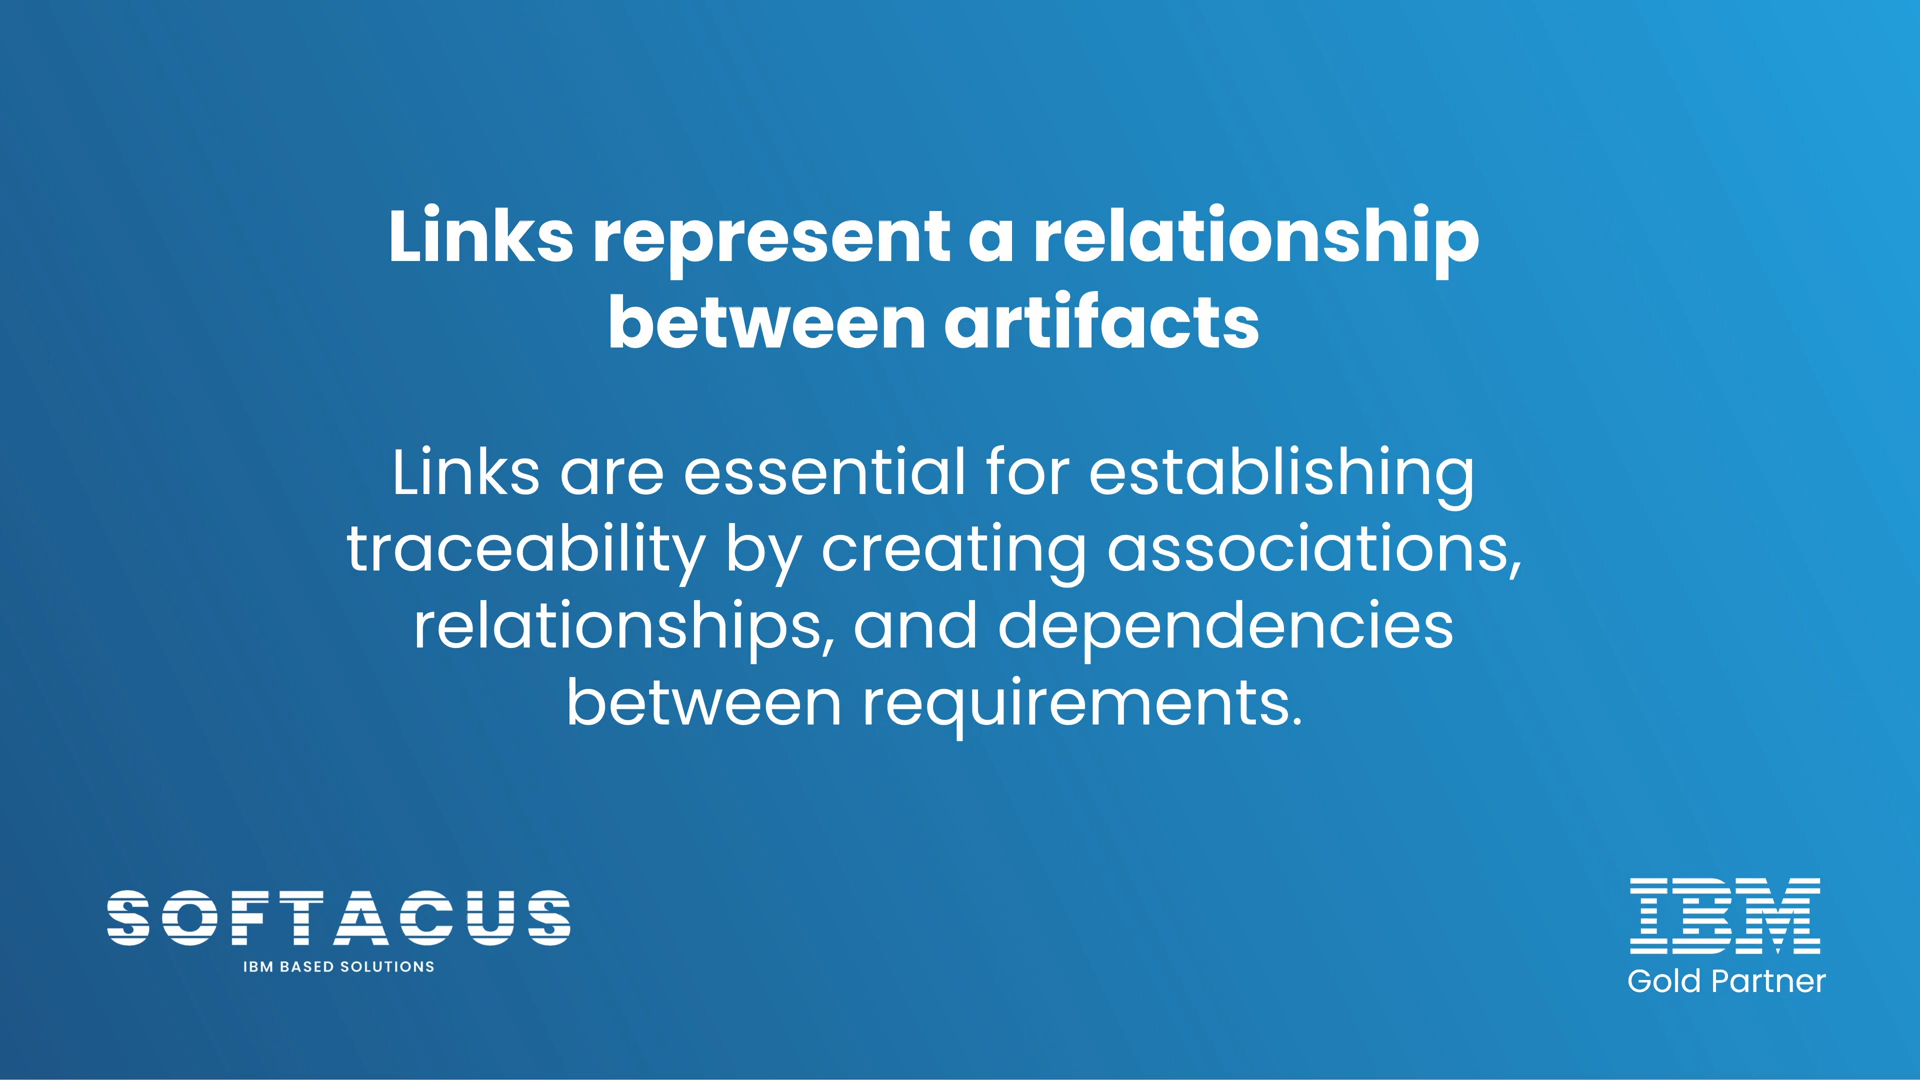 Links represent a relationship
between artifacts
Links are essential for establishing
traceability by creating associations,
relationships, and dependencies
between requirements.
SOFTACUS
IBM BASED SOLUTIONS
IBM
Gold Partner